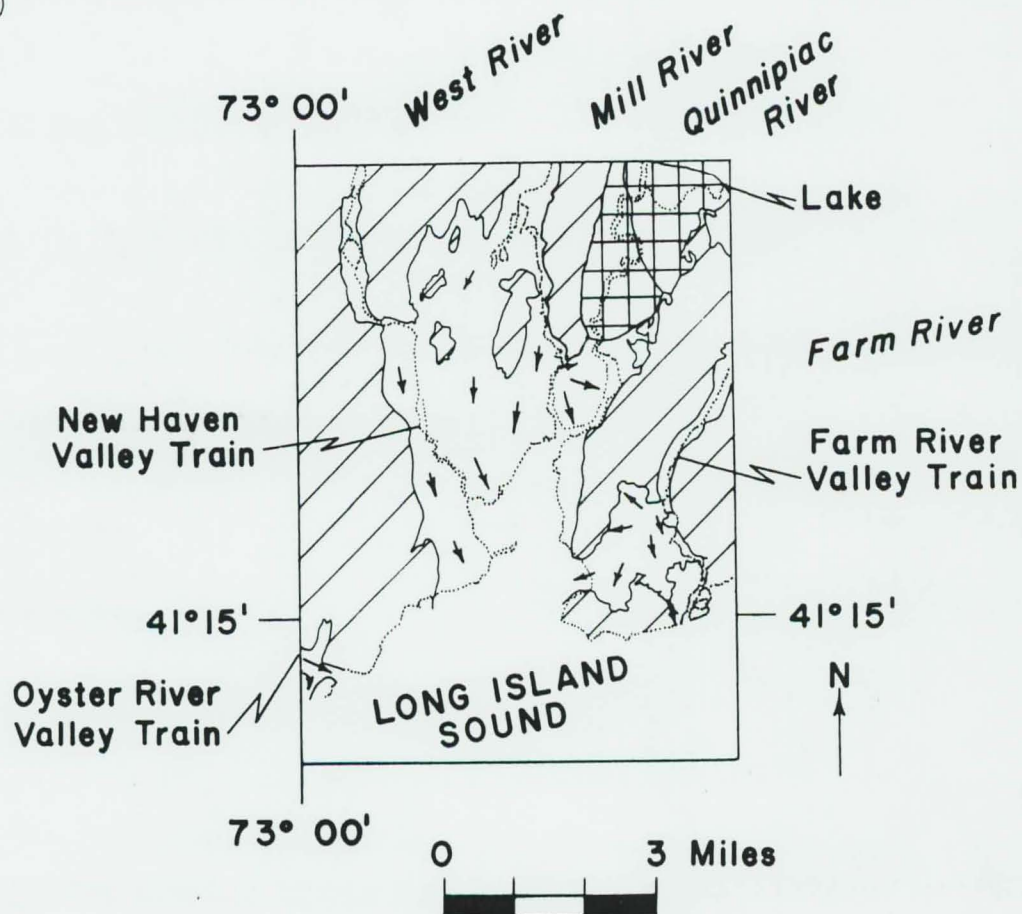 West River
Mill River
Quinnipiac
River
73° 00'
Lake
Farm River
New Haven
Valley Train
Farm River
Valley Train
41°15'
41°15'
N
Oyster River
Valley Train
LONG ISLAND
SOUND
73° 00'
0 3 Miles